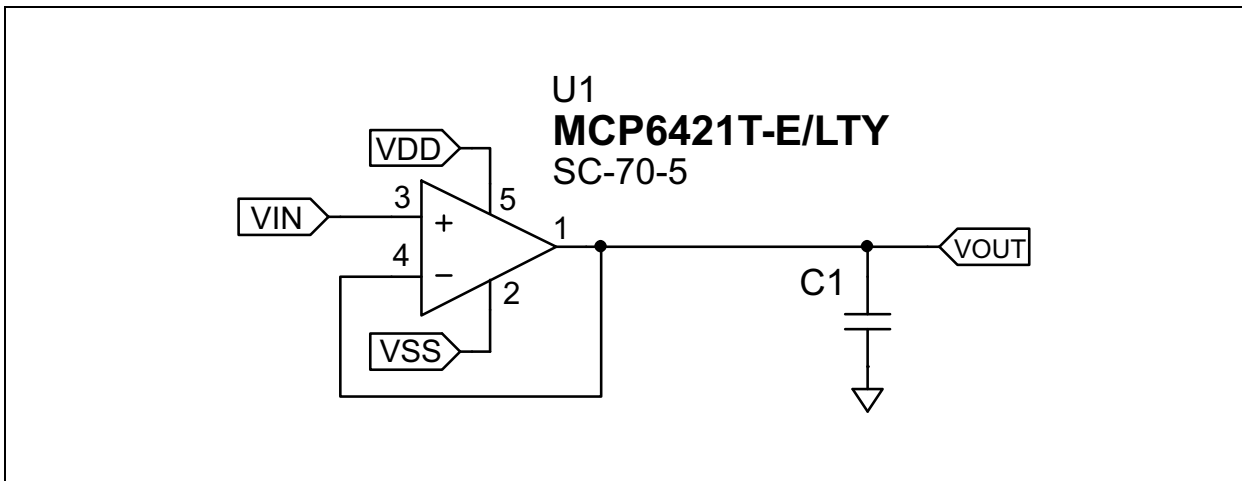 U1
MCP6421T-E/LTY
SC-70-5
VDD
VIN
3
5
+
1
4
−
2
VOUT
C1
VSS